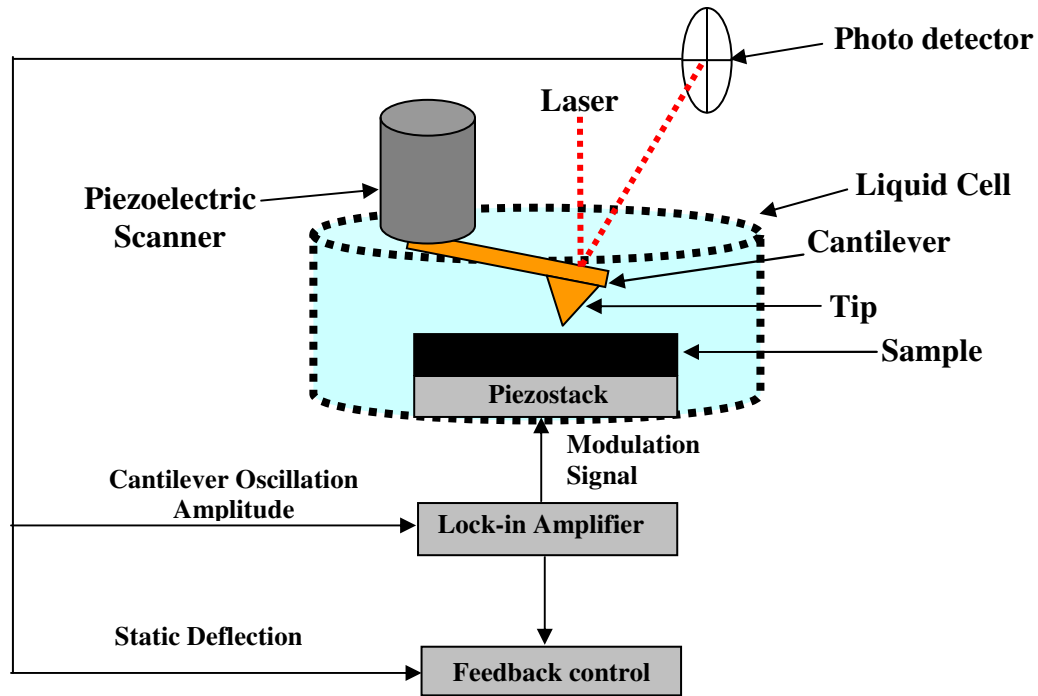 Photo detector
Laser
Piezoelectric
Scanner
Liquid Cell
Cantilever
Tip
Sample
Piezostack
Modulation
Signal
Cantilever Oscillation
Amplitude
Lock-in Amplifier
Static Deflection
Feedback control